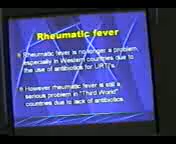 Rheumatic fever
Rheumatic fever is no longer a problem,
especially in Western countries due to
the use of antibiotics for URTI's.
However rheumatic fever is still a
serious problem in "Third World"
countries due to lack of antibiotics.